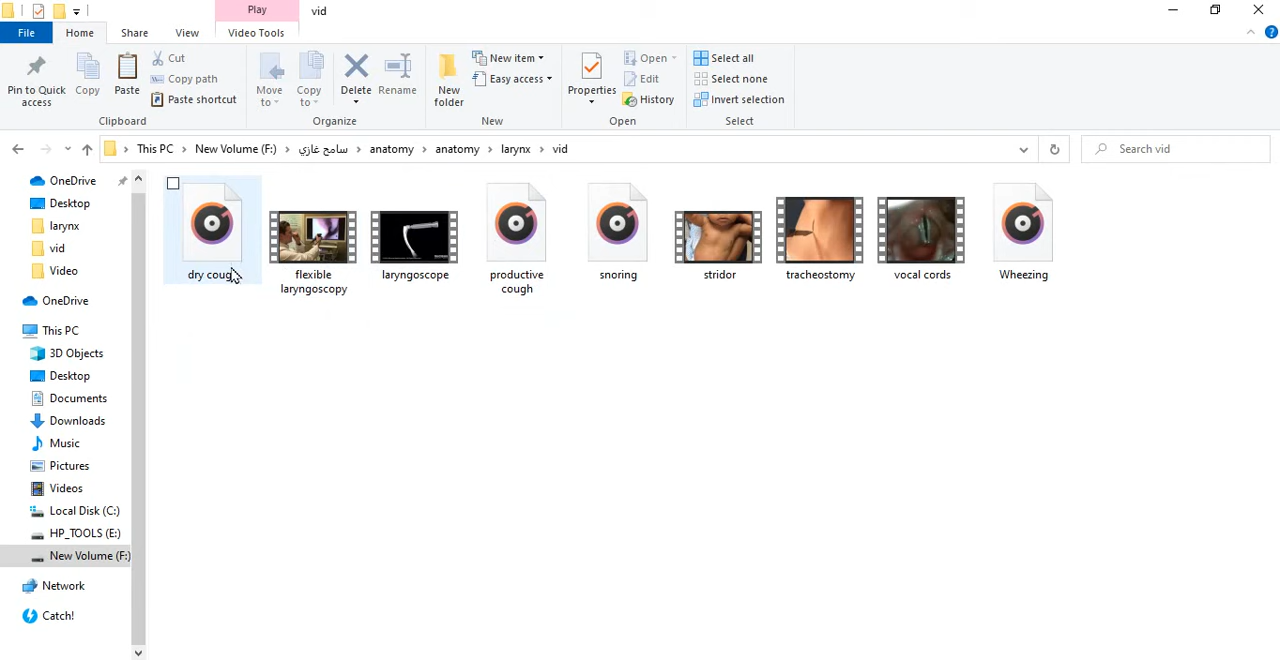 Play
vid
File
Home
Share
View
Video Tools
Pin to Quick access
Copy
Paste
Cut
Copy path
Paste shortcut
Clipboard
Move to
Copy to
Delete
Rename
Organize
New folder
New item
Easy access
New
Properties
Open
Edit
History
Open
Select all
Select none
Invert selection
Select
This PC
New Volume (F:)
سامح غازي
anatomy
anatomy
larynx
vid
Search vid
OneDrive
Desktop
larynx
vid
Video
OneDrive
This PC
3D Objects
Desktop
Documents
Downloads
Music
Pictures
Videos
Local Disk (C:)
HP_TOOLS (E:)
New Volume (F:)
Network
Catch!
dry cough
flexible laryngoscopy
laryngoscope
productive cough
snoring
stridor
tracheostomy
vocal cords
Wheezing